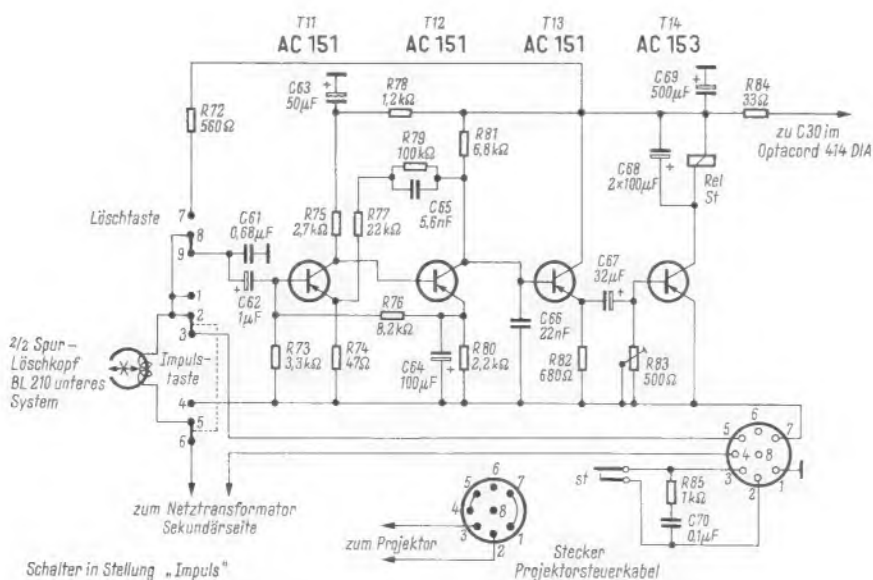 T11
AC 151
T12
AC 151
T13
AC 151
T14
AC 153
C63
50µF
R78
1,2kΩ
C69
500µF
R84
33Ω
zu C30 im
Optacord 414 DIA
R72
560Ω
R79
100kΩ
R81
6,8kΩ
C65
5,6nF
C68
2×100µF
Rel
St
Löschtaste
7
8
9
C61
0,68µF
R75
2,7kΩ
R77
22kΩ
C62
1µF
R76
8,2kΩ
C67
32µF
C66
22nF
1
2
3
2/2 Spur-
Löschkopf
BL 210 unteres
System
Impuls-
taste
R73
3,3kΩ
R74
47Ω
C64
100µF
R80
2,2kΩ
R82
680Ω
R83
500Ω
4
5
6
6
5
7
4
8
3
2
1
st
R85
1kΩ
C70
0,1µF
zum Netztransformator
Sekundärseite
6
5
7
4
8
3
2
1
zum Projektor
Stecker
Projektorsteuerkabel
Schalter in Stellung „Impuls"